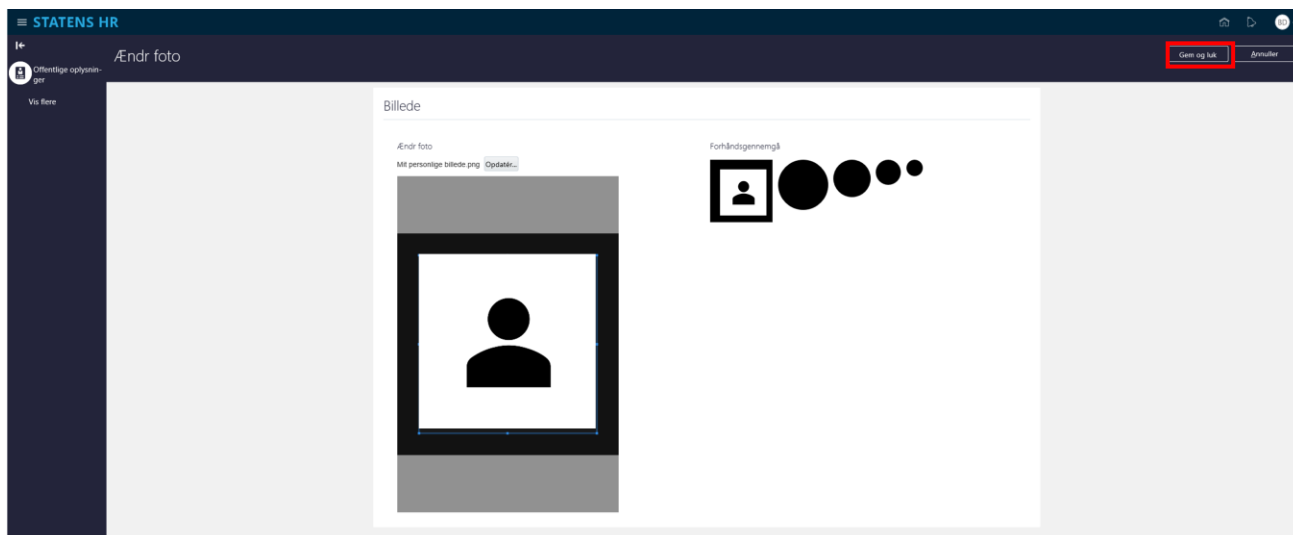 STATENS HR
BD
Ændr foto
Gem og luk
Annuller
Offentlige oplysnin-
ger
Vis flere
Billede
Ændr foto
Mit personlige billede.png Opdatér...
Forhåndsgennemgå